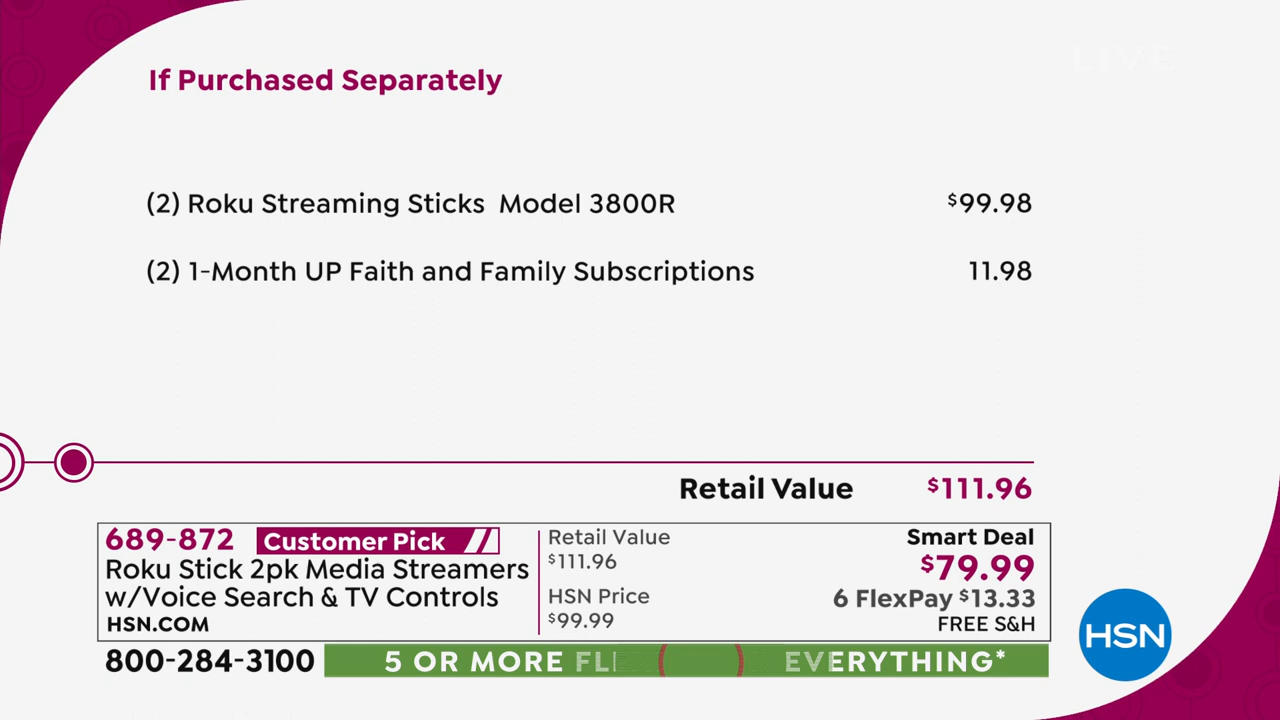 LIVE
If Purchased Separately
(2) Roku Streaming Sticks Model 3800R $99.98
(2) 1-Month UP Faith and Family Subscriptions 11.98
Retail Value $111.96
689-872 Customer Pick
Roku Stick 2pk Media Streamers
w/Voice Search & TV Controls
HSN.COM
Retail Value
$111.96
HSN Price
$99.99
Smart Deal
$79.99
6 FlexPay $13.33
FREE S&H
HSN
800-284-3100 5 OR MORE EVERYTHING*